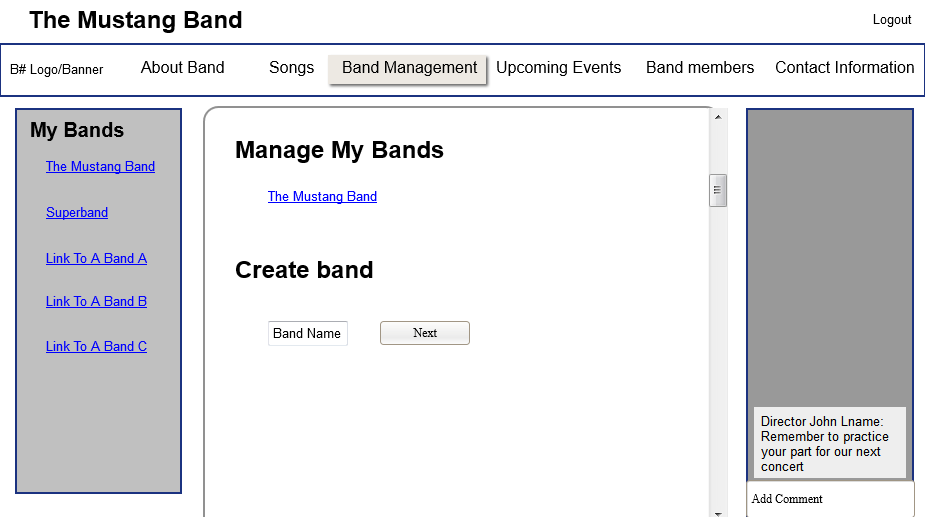 The Mustang Band
Logout
B# Logo/Banner
About Band
Songs
Band Management
Upcoming Events
Band members
Contact Information
My Bands
The Mustang Band
Superband
Link To A Band A
Link To A Band B
Link To A Band C
Manage My Bands
The Mustang Band
Create band
Band Name
Next
Director John Lname:
Remember to practice
your part for our next
concert
Add Comment